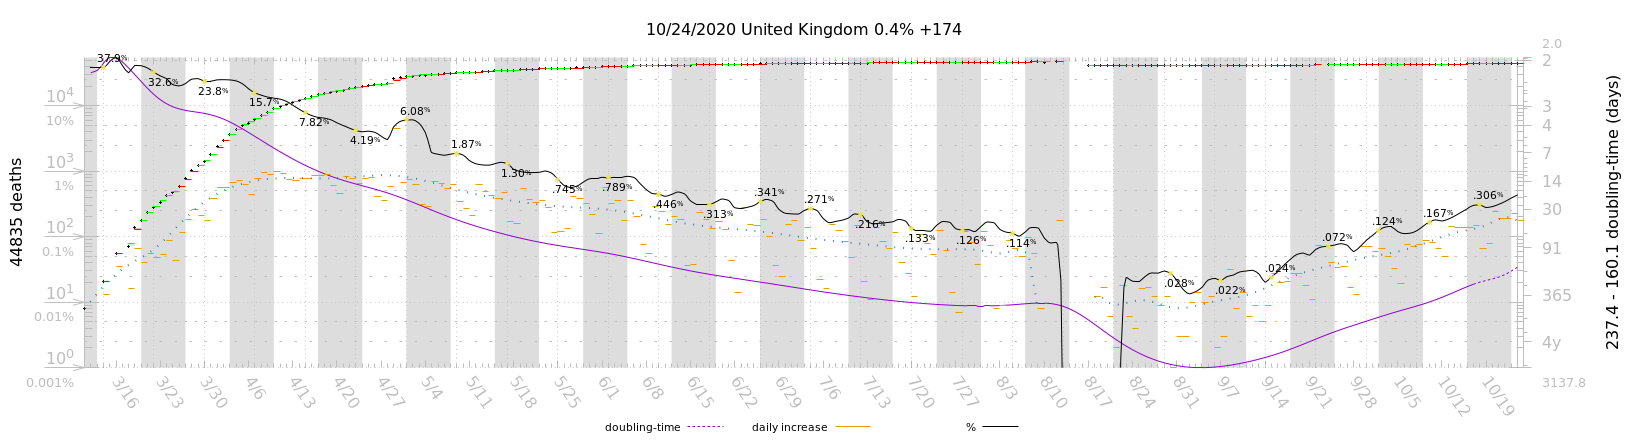 10/24/2020 United Kingdom 0.4% +174
2.0
37.9% 2
32.6% 23.8% 15.7% 7.82% 4.19% 6.08% 1.87% 1.30% .745% .789% .446% .313% .341% .271% .216% .133% .126% .114% .028% .022% .024% .072% .124% .167% .306%
10⁴ 3
10% 4
7
10³
1% 14
30
10²
0.1% 91
10¹ 365
0.01%
10⁰ 4y
0.001% 3137.8
44835 deaths
237.4 - 160.1 doubling-time (days)
3/16 3/23 3/30 4/6 4/13 4/20 4/27 5/4 5/11 5/18 5/25 6/1 6/8 6/15 6/22 6/29 7/6 7/13 7/20 7/27 8/3 8/10 8/17 8/24 8/31 9/7 9/14 9/21 9/28 10/5 10/12 10/19
doubling-time daily increase %